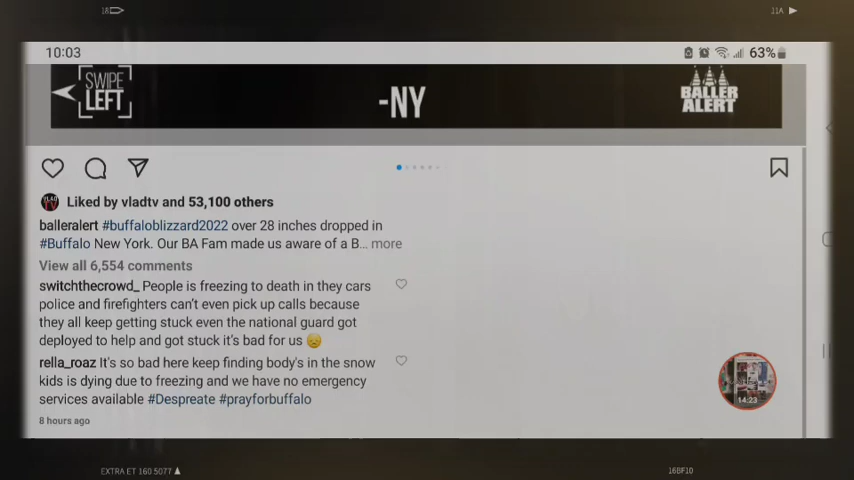 10:03
63%
SWIPE
LEFT
-NY
BALLER
ALERT
Liked by vladtv and 53,100 others
balleralert #buffaloblizzard2022 over 28 inches dropped in
#Buffalo New York. Our BA Fam made us aware of a B... more
View all 6,554 comments
switchthecrowd_ People is freezing to death in they cars
police and firefighters can't even pick up calls because
they all keep getting stuck even the national guard got
deployed to help and got stuck it's bad for us 😞
rella_roaz It's so bad here keep finding body's in the snow
kids is dying due to freezing and we have no emergency
services available #Despreate #prayforbuffalo
14:23
8 hours ago
EXTRA ET 160 5077
16BF10